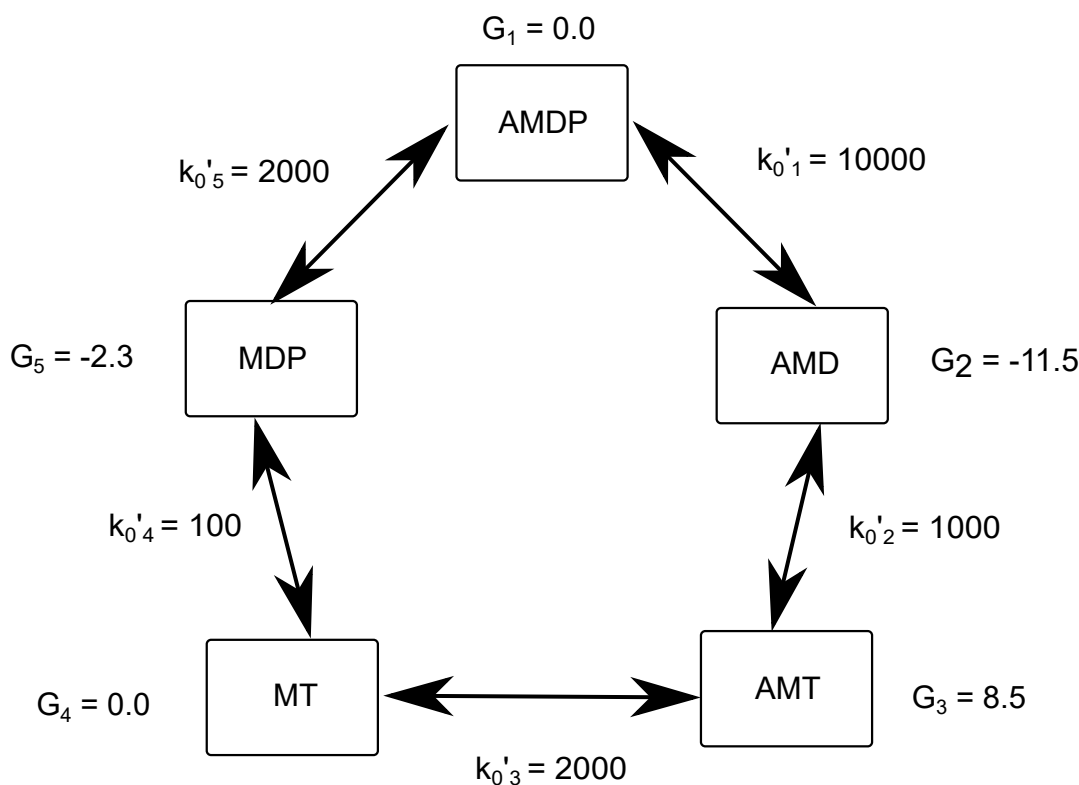 G₁ = 0.0
AMDP
k₀'₅ = 2000
k₀'₁ = 10000
G₅ = -2.3
MDP
AMD
G2 = -11.5
k₀'₄ = 100
k₀'₂ = 1000
G₄ = 0.0
MT
AMT
G₃ = 8.5
k₀'₃ = 2000